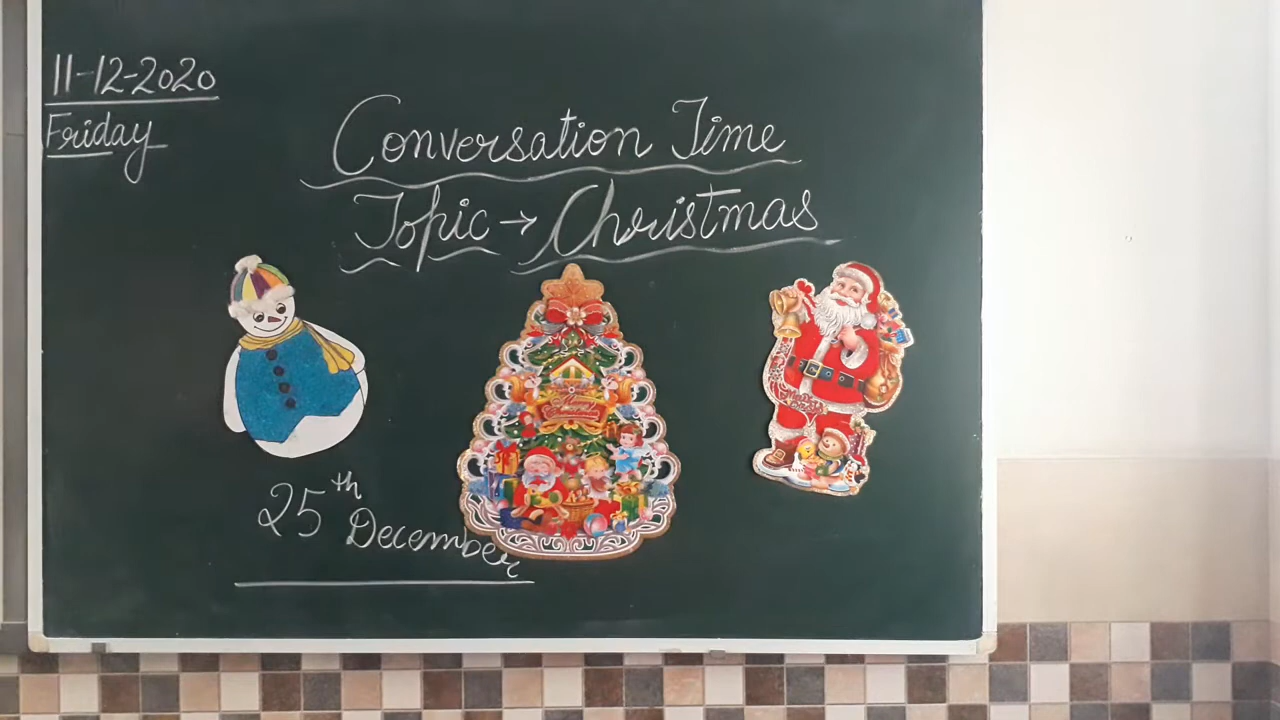 11-12-2020
Friday
Conversation Time
Topic → Christmas
25th December